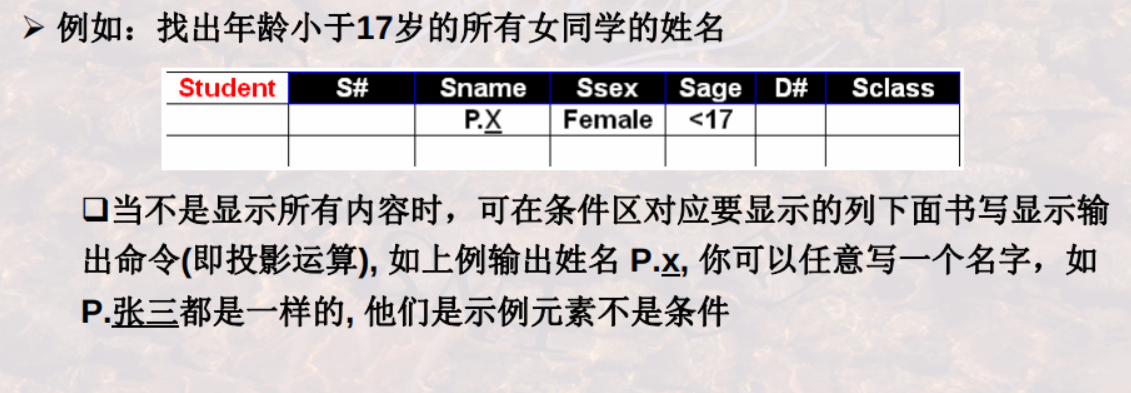 ➢ 例如：找出年龄小于17岁的所有女同学的姓名
Student S# Sname Ssex Sage D# Sclass
P.X Female <17
❑当不是显示所有内容时，可在条件区对应要显示的列下面书写显示输
出命令(即投影运算), 如上例输出姓名 P.x, 你可以任意写一个名字，如
P.张三都是一样的, 他们是示例元素不是条件